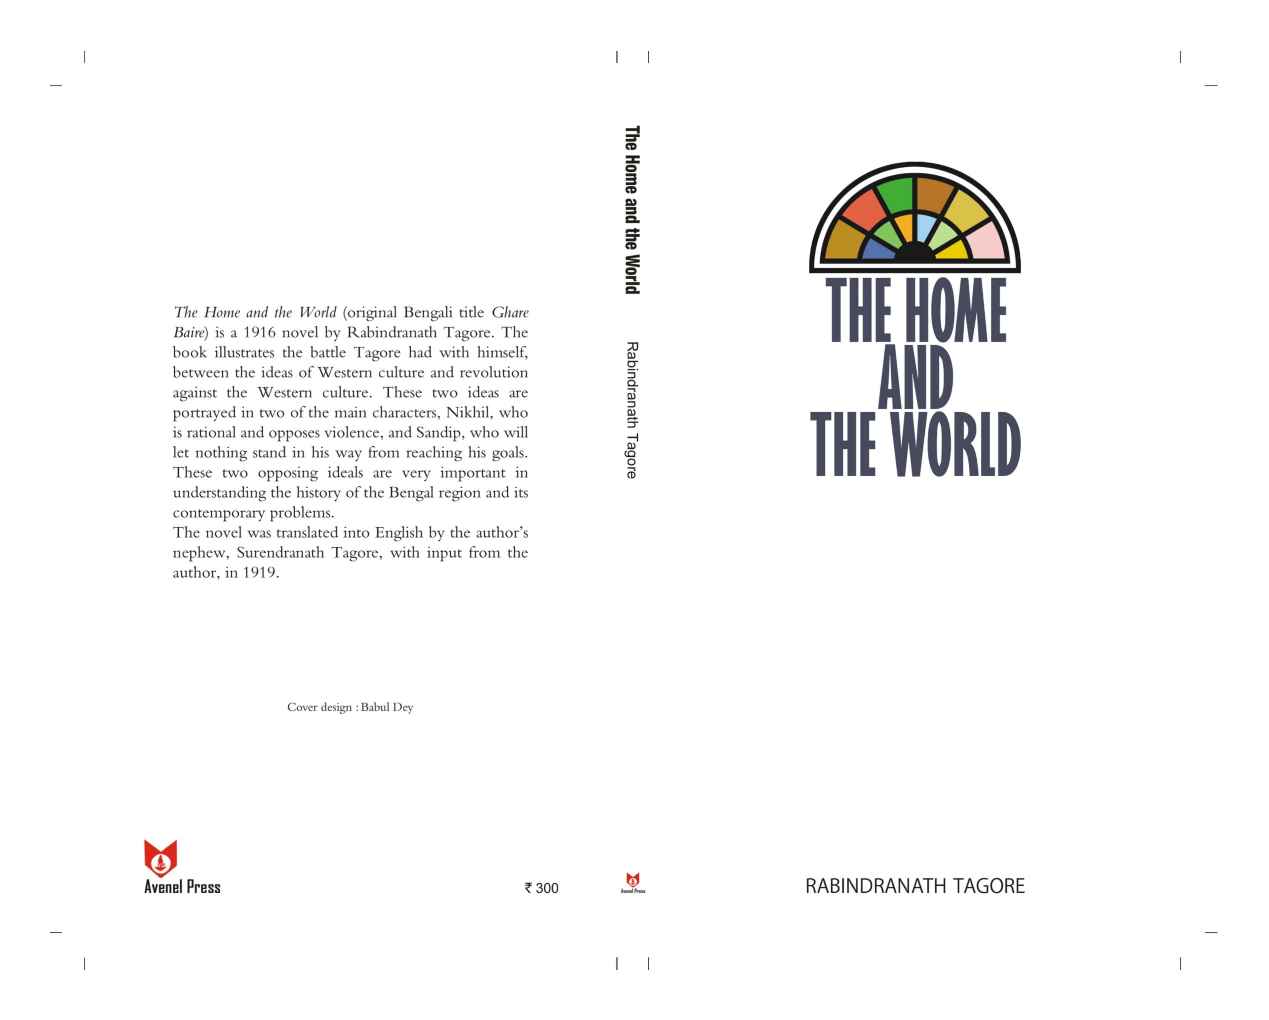 The Home and the World (original Bengali title Ghare
Baire) is a 1916 novel by Rabindranath Tagore. The
book illustrates the battle Tagore had with himself,
between the ideas of Western culture and revolution
against the Western culture. These two ideas are
portrayed in two of the main characters, Nikhil, who
is rational and opposes violence, and Sandip, who will
let nothing stand in his way from reaching his goals.
These two opposing ideals are very important in
understanding the history of the Bengal region and its
contemporary problems.
The novel was translated into English by the author’s
nephew, Surendranath Tagore, with input from the
author, in 1919.
Cover design : Babul Dey
Avenel Press
₹ 300
The Home and the World
Rabindranath Tagore
Avenel Press
THE HOME
AND
THE WORLD
RABINDRANATH TAGORE